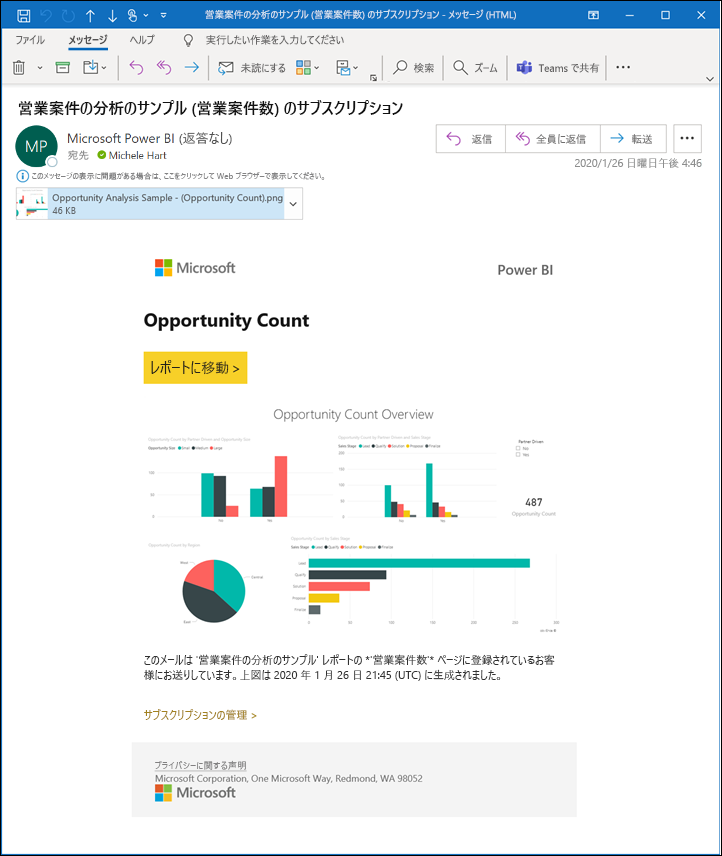 営業案件の分析のサンプル (営業案件数) のサブスクリプション - メッセージ (HTML)
ファイル メッセージ ヘルプ 実行したい作業を入力してください
未読にする 検索 ズーム Teams で共有
営業案件の分析のサンプル (営業案件数) のサブスクリプション
MP
Microsoft Power BI (返答なし)
宛先 Michele Hart
返信 全員に返信 転送
2020/1/26 日曜日午後 4:46
このメッセージの表示に問題がある場合は、ここをクリックして Web ブラウザーで表示してください。
Opportunity Analysis Sample - (Opportunity Count).png
46 KB
Microsoft
Power BI
Opportunity Count
レポートに移動 >
Opportunity Count Overview
Opportunity Count by Partner Driven and Opportunity Size
Opportunity Size Small Medium Large
100
50
0
No Yes
Opportunity Count by Partner Driven and Sales Stage
Sales Stage Lead Qualify Solution Propose Finalize
200
150
100
50
0
No Yes
Partner Driven
No
Yes
487
Opportunity Count
Opportunity Count by Region
West
Central
East
Opportunity Count by Sales Stage
Sales Stage Lead Qualify Solution Propose Finalize
Lead
Qualify
Solution
Propose
Finalize
0 50 100 150 200 250 300
このメールは '営業案件の分析のサンプル' レポートの *'営業案件数'* ページに登録されているお客
様にお送りしています。上図は 2020 年 1 月 26 日 21:45 (UTC) に生成されました。
サブスクリプションの管理 >
プライバシーに関する声明
Microsoft Corporation, One Microsoft Way, Redmond, WA 98052
Microsoft